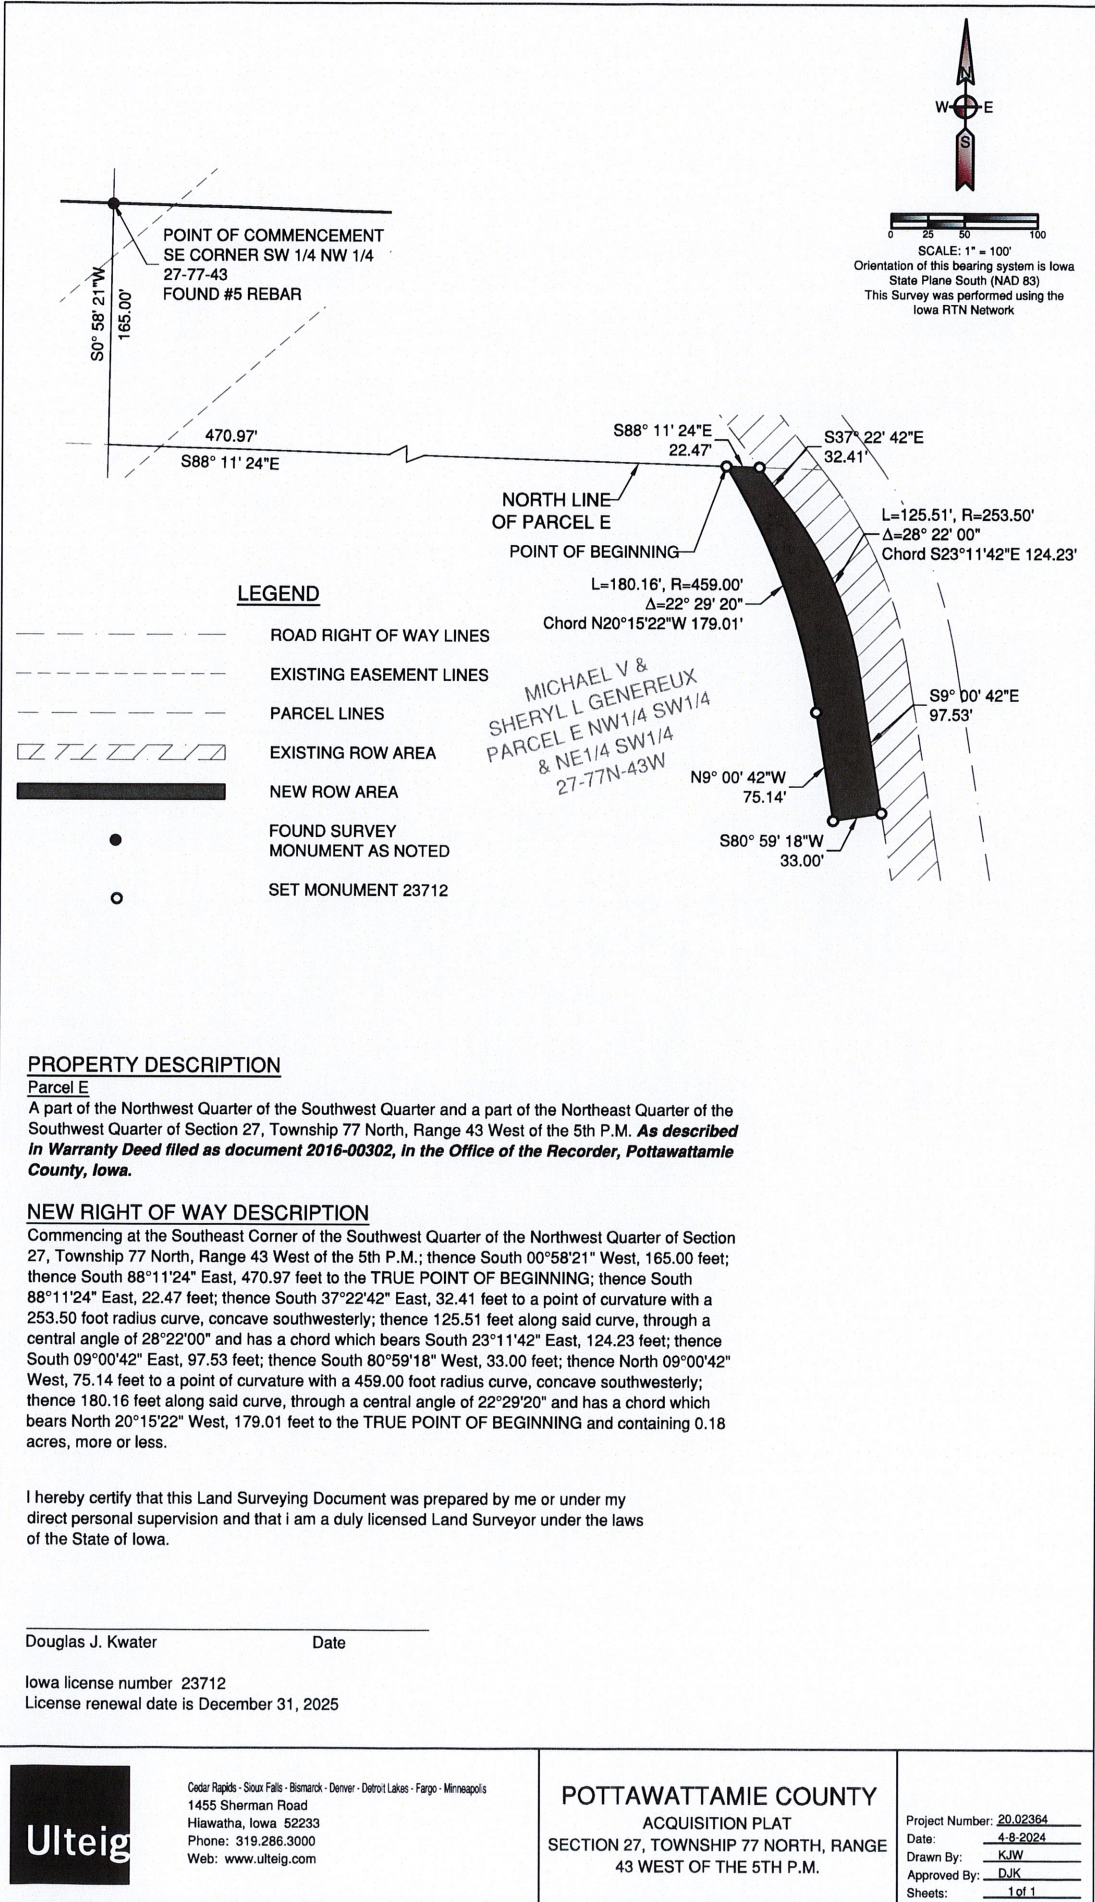 N
W E
S
0 25 50 100
SCALE: 1" = 100'
Orientation of this bearing system is Iowa
State Plane South (NAD 83)
This Survey was performed using the
Iowa RTN Network
POINT OF COMMENCEMENT
SE CORNER SW 1/4 NW 1/4
27-77-43
FOUND #5 REBAR
S0° 58' 21"W
165.00'
470.97'
S88° 11' 24"E
S88° 11' 24"E
22.47'
S37° 22' 42"E
32.41'
NORTH LINE
OF PARCEL E
POINT OF BEGINNING
L=125.51', R=253.50'
Δ=28° 22' 00"
Chord S23°11'42"E 124.23'
L=180.16', R=459.00'
Δ=22° 29' 20"
Chord N20°15'22"W 179.01'
MICHAEL V &
SHERYL L GENEREUX
PARCEL E NW1/4 SW1/4
& NE1/4 SW1/4
27-77N-43W
S9° 00' 42"E
97.53'
N9° 00' 42"W
75.14'
S80° 59' 18"W
33.00'
LEGEND
ROAD RIGHT OF WAY LINES
EXISTING EASEMENT LINES
PARCEL LINES
EXISTING ROW AREA
NEW ROW AREA
FOUND SURVEY
MONUMENT AS NOTED
SET MONUMENT 23712
PROPERTY DESCRIPTION
Parcel E
A part of the Northwest Quarter of the Southwest Quarter and a part of the Northeast Quarter of the
Southwest Quarter of Section 27, Township 77 North, Range 43 West of the 5th P.M. As described
in Warranty Deed filed as document 2016-00302, in the Office of the Recorder, Pottawattamie
County, Iowa.
NEW RIGHT OF WAY DESCRIPTION
Commencing at the Southeast Corner of the Southwest Quarter of the Northwest Quarter of Section
27, Township 77 North, Range 43 West of the 5th P.M.; thence South 00°58'21" West, 165.00 feet;
thence South 88°11'24" East, 470.97 feet to the TRUE POINT OF BEGINNING; thence South
88°11'24" East, 22.47 feet; thence South 37°22'42" East, 32.41 feet to a point of curvature with a
253.50 foot radius curve, concave southwesterly; thence 125.51 feet along said curve, through a
central angle of 28°22'00" and has a chord which bears South 23°11'42" East, 124.23 feet; thence
South 09°00'42" East, 97.53 feet; thence South 80°59'18" West, 33.00 feet; thence North 09°00'42"
West, 75.14 feet to a point of curvature with a 459.00 foot radius curve, concave southwesterly;
thence 180.16 feet along said curve, through a central angle of 22°29'20" and has a chord which
bears North 20°15'22" West, 179.01 feet to the TRUE POINT OF BEGINNING and containing 0.18
acres, more or less.
I hereby certify that this Land Surveying Document was prepared by me or under my
direct personal supervision and that i am a duly licensed Land Surveyor under the laws
of the State of Iowa.
Douglas J. Kwater Date
Iowa license number 23712
License renewal date is December 31, 2025
Ulteig
Cedar Rapids - Sioux Falls - Bismarck - Denver - Detroit Lakes - Fargo - Minneapolis
1455 Sherman Road
Hiawatha, Iowa 52233
Phone: 319.286.3000
Web: www.ulteig.com
POTTAWATTAMIE COUNTY
ACQUISITION PLAT
SECTION 27, TOWNSHIP 77 NORTH, RANGE
43 WEST OF THE 5TH P.M.
Project Number: 20.02364
Date: 4-8-2024
Drawn By: KJW
Approved By: DJK
Sheets: 1 of 1